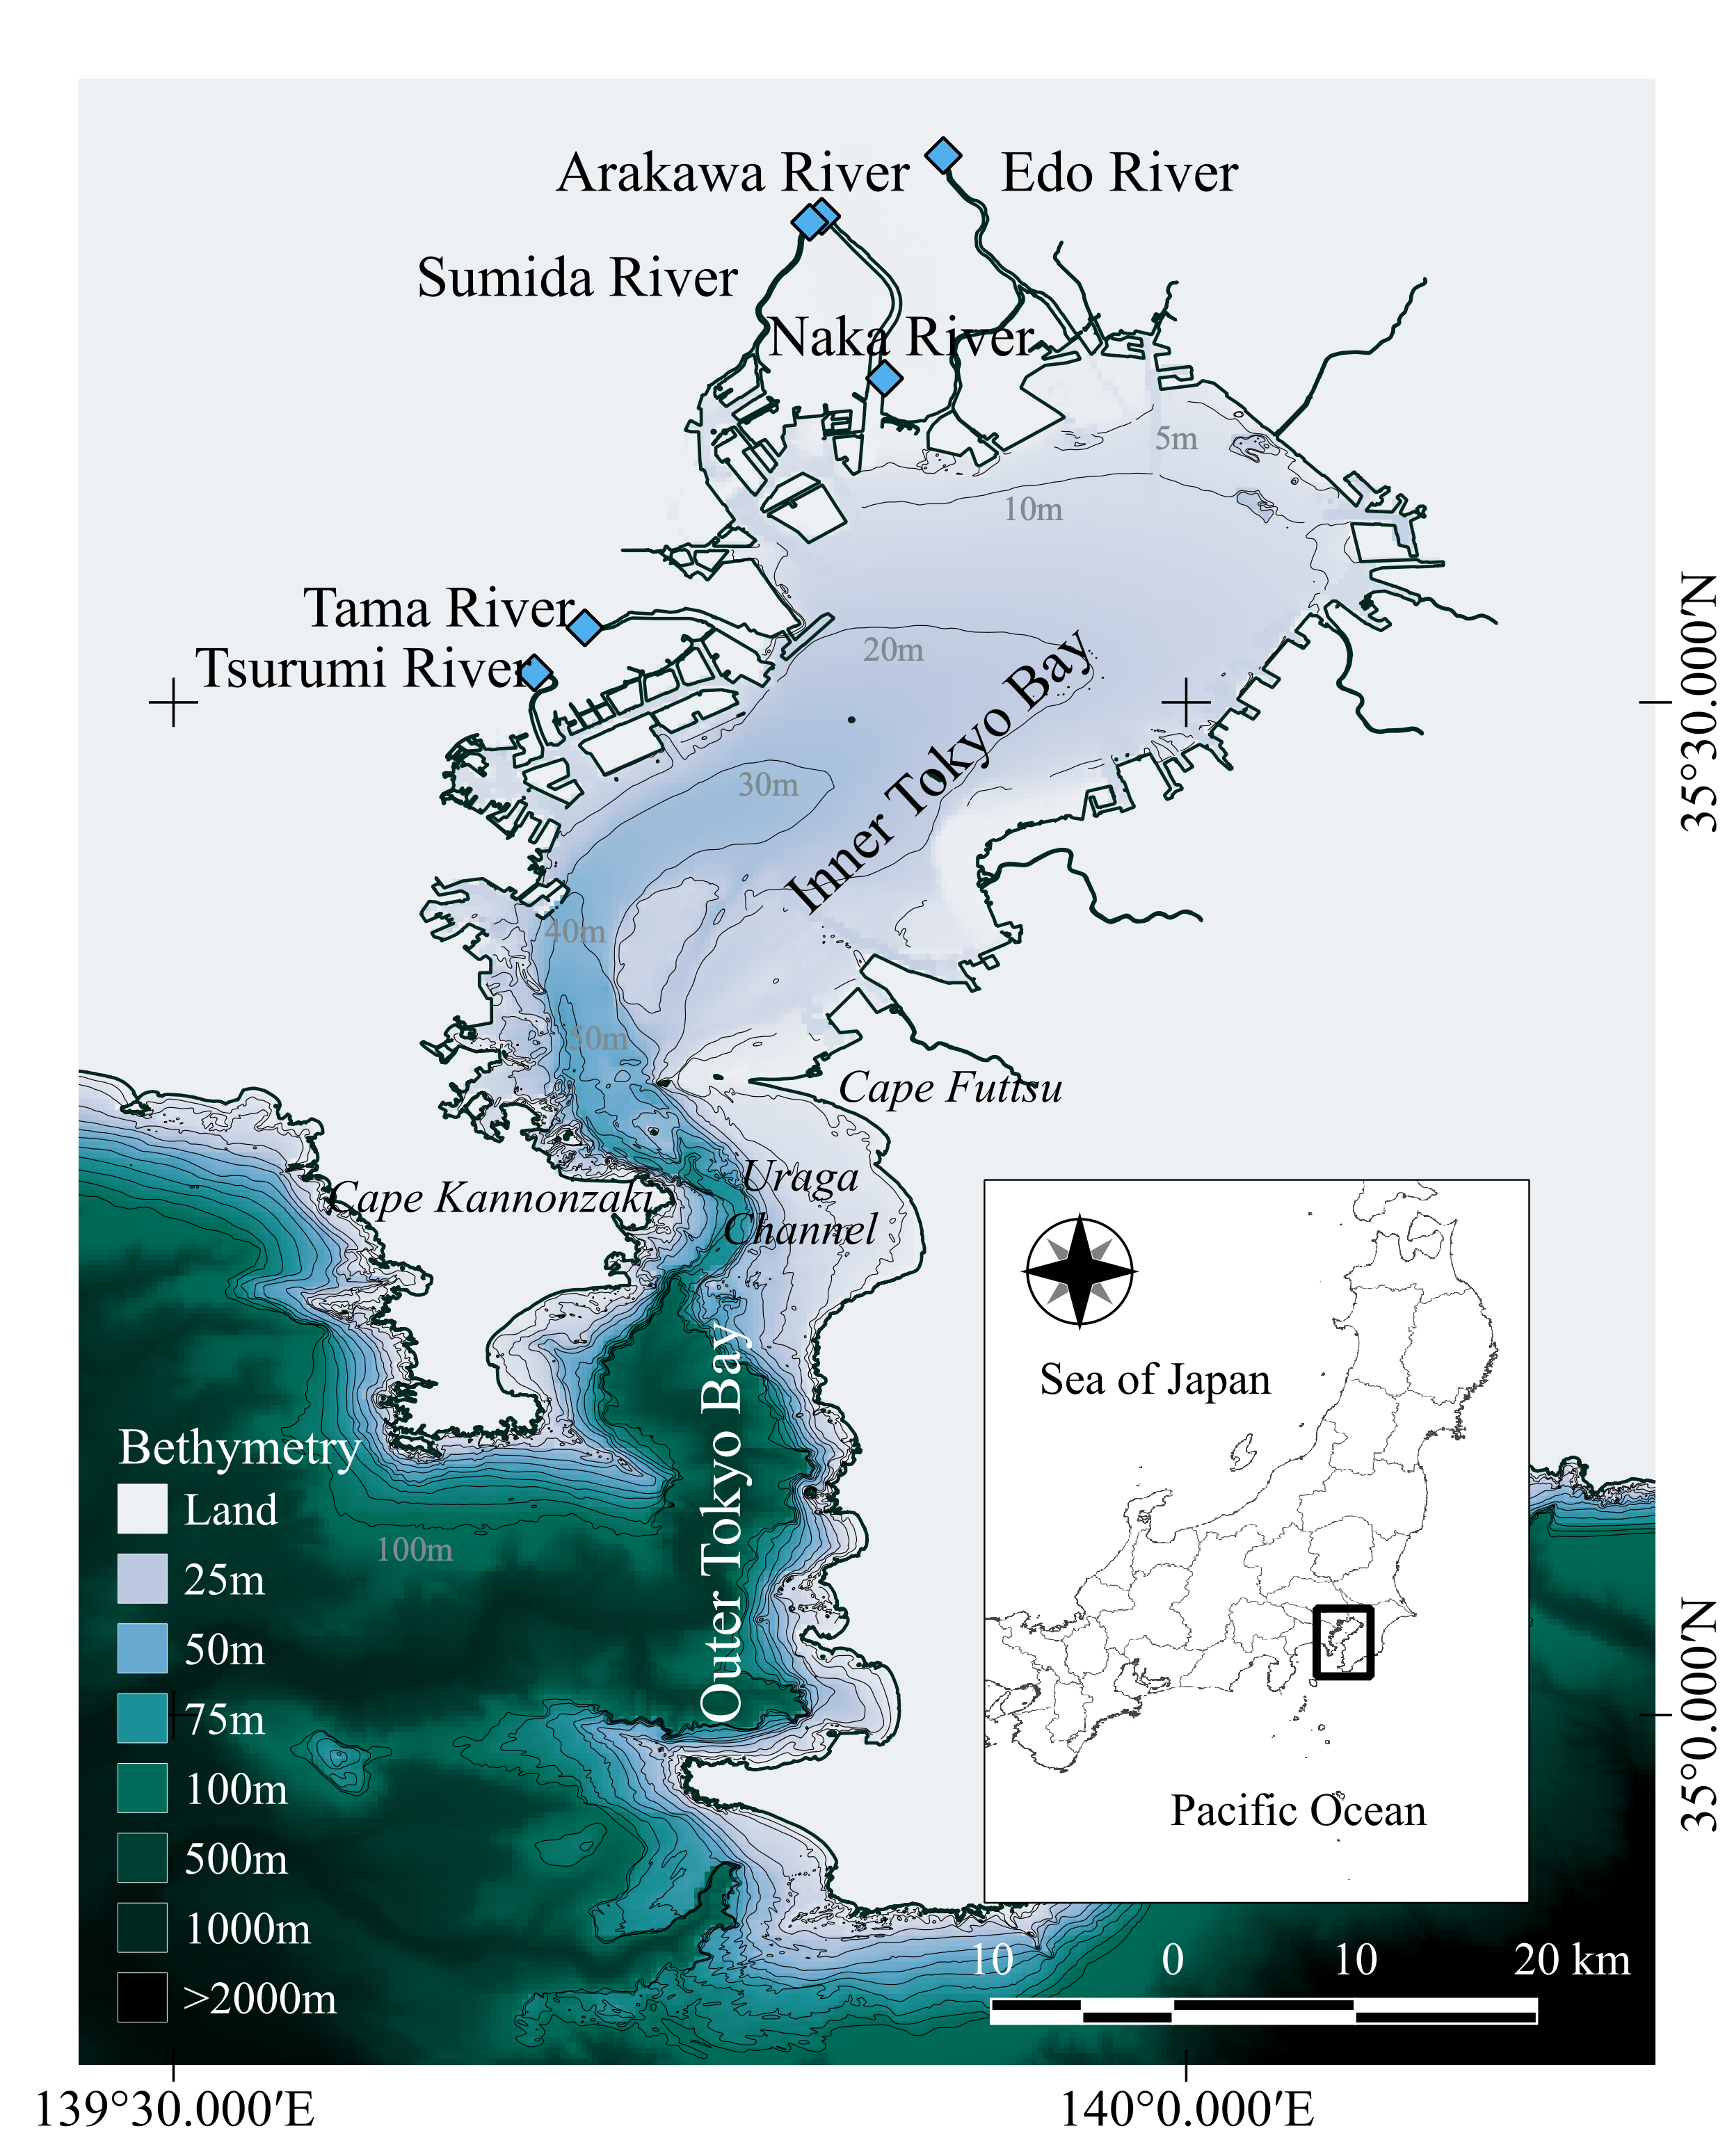 Arakawa River
Edo River
Sumida River
Naka River
5m
10m
Tama River
20m
Tsurumi River
35°30.000'N
30m
Inner Tokyo Bay
40m
50m
Cape Futtsu
Uraga
Channel
Cape Kannonzaki
Outer Tokyo Bay
Sea of Japan
Pacific Ocean
Bethymetry
Land
25m
50m
75m
100m
500m
1000m
>2000m
100m
35°0.000'N
10 0 10 20 km
139°30.000'E
140°0.000'E